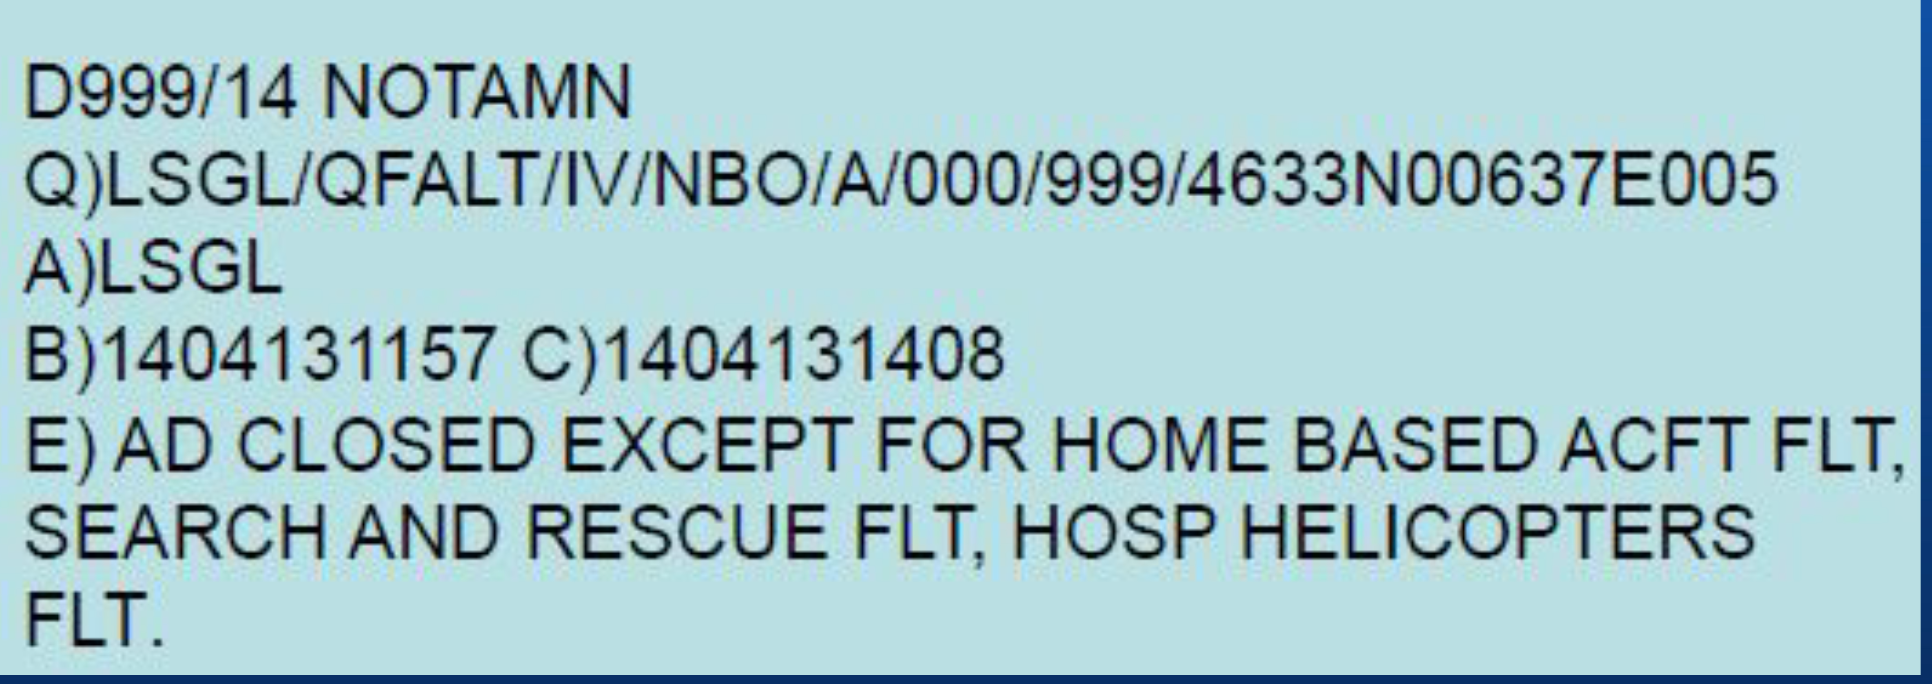 D999/14 NOTAMN
Q)LSGL/QFALT/IV/NBO/A/000/999/4633N00637E005
A)LSGL
B)1404131157 C)1404131408
E) AD CLOSED EXCEPT FOR HOME BASED ACFT FLT,
SEARCH AND RESCUE FLT, HOSP HELICOPTERS
FLT.